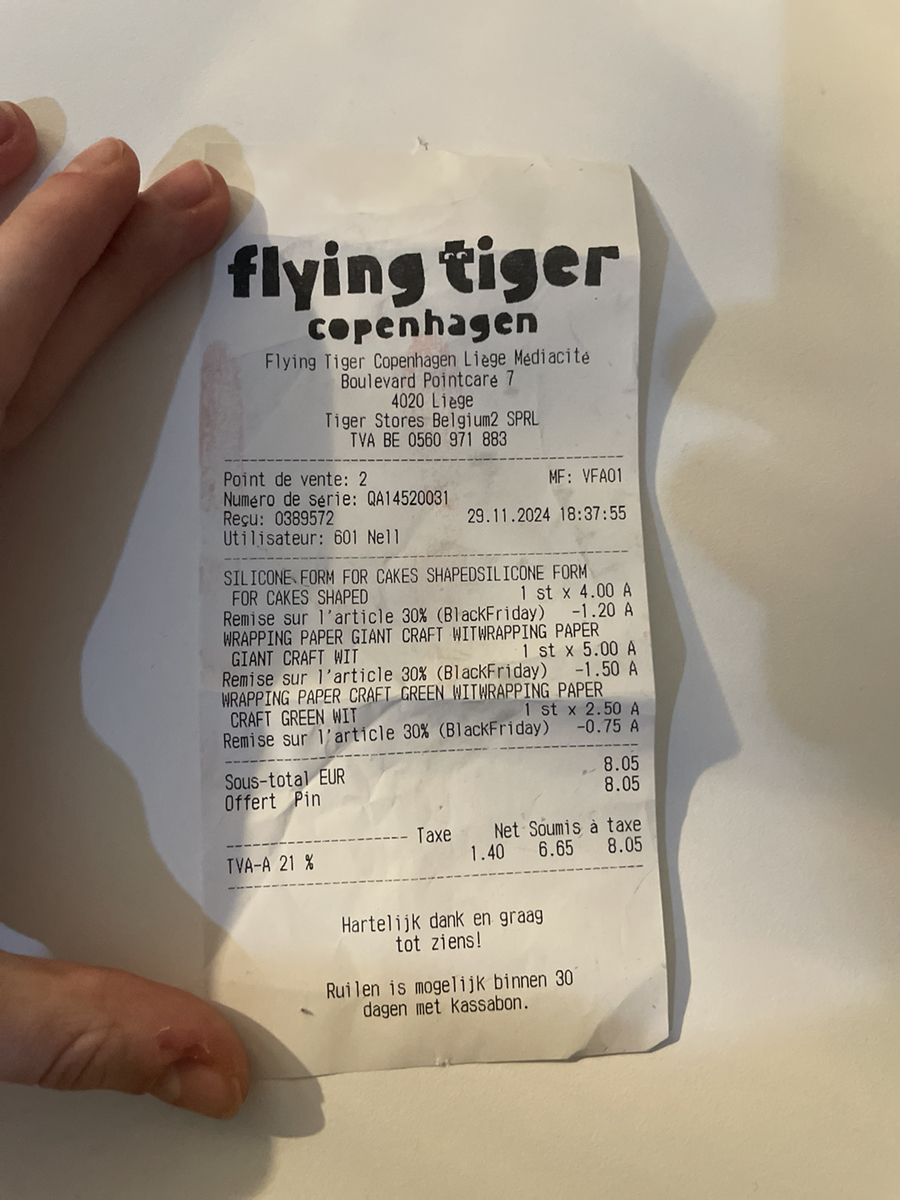 flying tiger
copenhagen
Flying Tiger Copenhagen Liège Médiacité
Boulevard Pointcaré 7
4020 Liège
Tiger Stores Belgium2 SPRL
TVA BE 0560 971 883
Point de vente: 2 MF: VFA01
Numéro de série: QA14520031
Reçu: 0389572 29.11.2024 18:37:55
Utilisateur: 601 Nell
SILICONE FORM FOR CAKES SHAPEDSILICONE FORM
FOR CAKES SHAPED 1 st x 4.00 A
Remise sur l'article 30% (BlackFriday) -1.20 A
WRAPPING PAPER GIANT CRAFT WITWRAPPING PAPER
GIANT CRAFT WIT 1 st x 5.00 A
Remise sur l'article 30% (BlackFriday) -1.50 A
WRAPPING PAPER CRAFT GREEN WITWRAPPING PAPER
CRAFT GREEN WIT 1 st x 2.50 A
Remise sur l'article 30% (BlackFriday) -0.75 A
Sous-total EUR 8.05
Offert Pin 8.05
Taxe Net Soumis à taxe
TVA-A 21 % 1.40 6.65 8.05
Hartelijk dank en graag
tot ziens!
Ruilen is mogelijk binnen 30
dagen met kassabon.